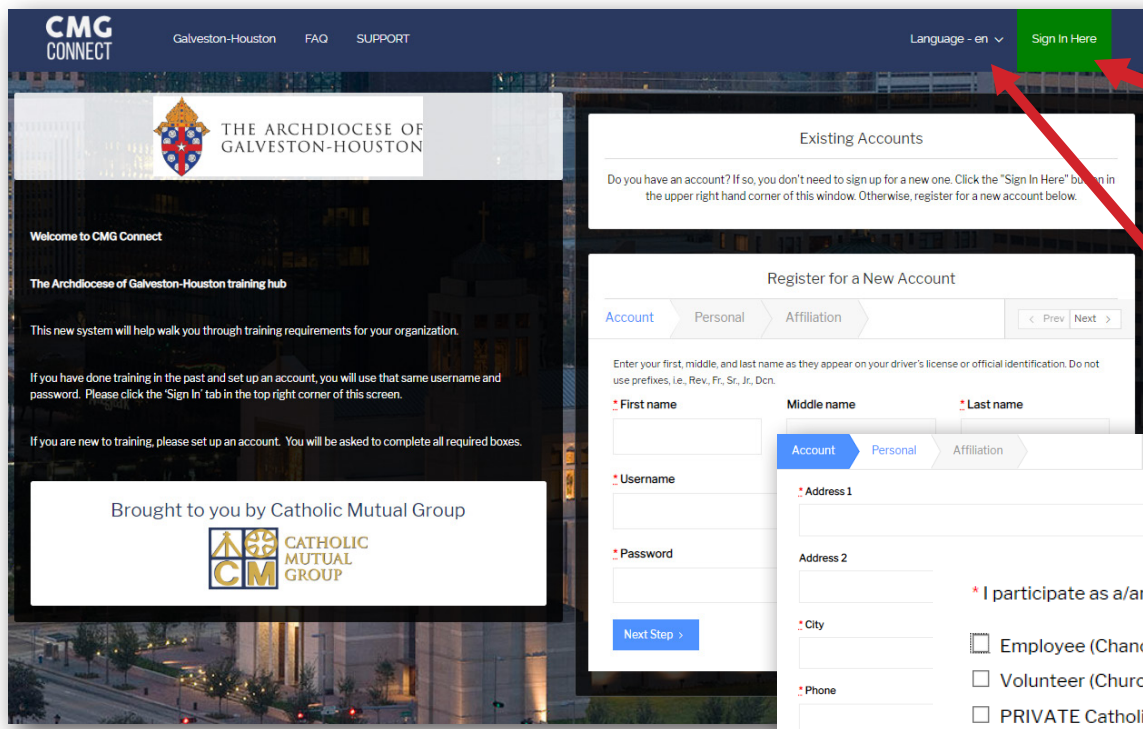 CMG
CONNECT
Galveston-Houston
FAQ
SUPPORT
Language - en
Sign In Here
THE ARCHDIOCESE OF
GALVESTON-HOUSTON
Welcome to CMG Connect
The Archdiocese of Galveston-Houston training hub
This new system will help walk you through training requirements for your organization.
If you have done training in the past and set up an account, you will use that same username and
password. Please click the 'Sign In' tab in the top right corner of this screen.
If you are new to training, please set up an account. You will be asked to complete all required boxes.
Brought to you by Catholic Mutual Group
CM
CATHOLIC
MUTUAL
GROUP
Existing Accounts
Do you have an account? If so, you don't need to sign up for a new one. Click the "Sign In Here" button in
the upper right hand corner of this window. Otherwise, register for a new account below.
Register for a New Account
Account
Personal
Affiliation
< Prev
Next >
Enter your first, middle, and last name as they appear on your driver's license or official identification. Do not
use prefixes, i.e., Rev., Fr., Sr., Jr., Dcn.
* First name
Middle name
* Last name
* Username
* Password
Next Step >
Account
Personal
Affiliation
* Address 1
Address 2
* City
* Phone
* I participate as a/an
Employee (Chanc
Volunteer (Churc
PRIVATE Catholi